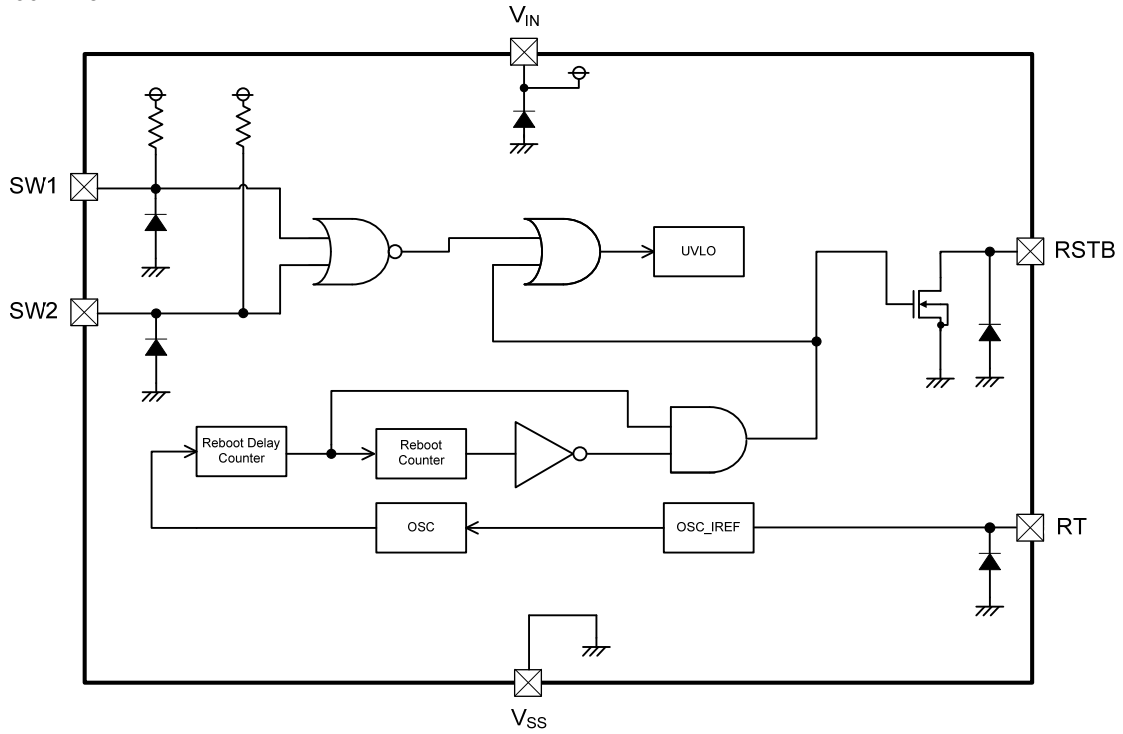 VIN
SW1
UVLO
RSTB
SW2
Reboot Delay
Counter
Reboot
Counter
OSC
OSC_IREF
RT
VSS